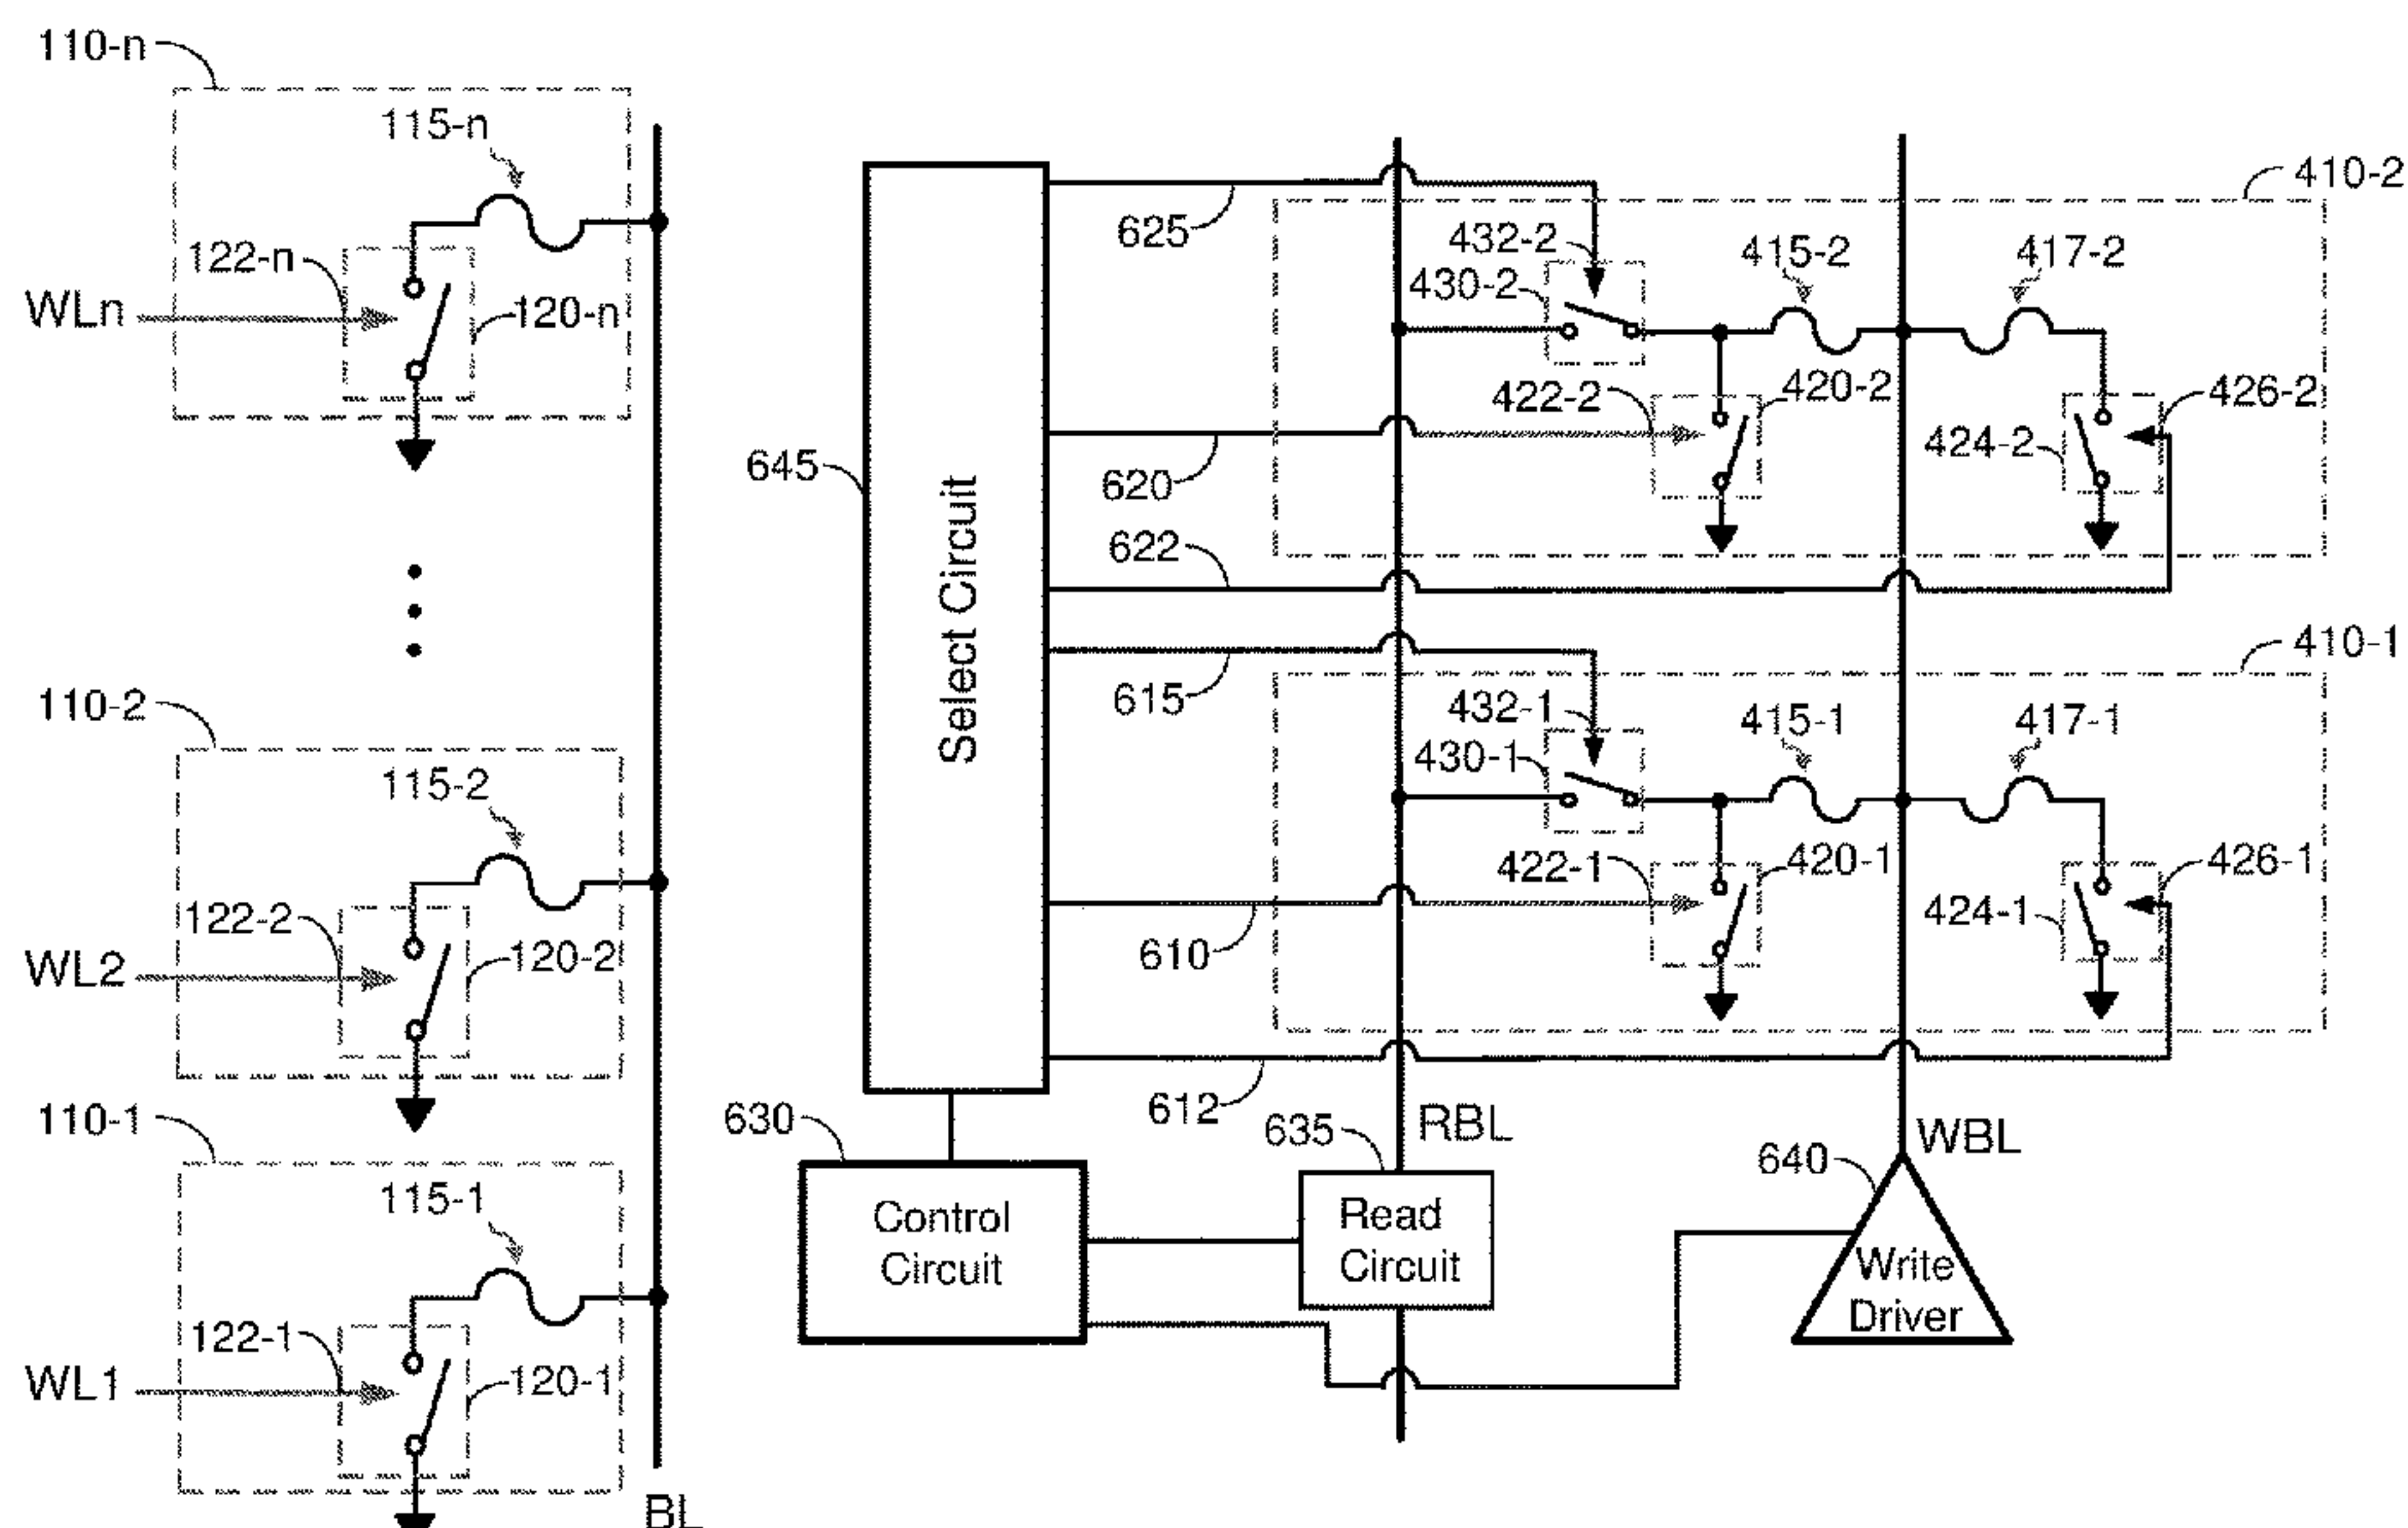 110-n
115-n
122-n
WLn
120-n
110-2
115-2
122-2
WL2
120-2
110-1
115-1
122-1
WL1
120-1
BL
645
Select Circuit
625
620
622
615
610
612
410-2
432-2
430-2
415-2
417-2
422-2
420-2
424-2
426-2
410-1
432-1
430-1
415-1
417-1
422-1
420-1
424-1
426-1
630
Control
Circuit
635
RBL
Read
Circuit
640
WBL
Write
Driver